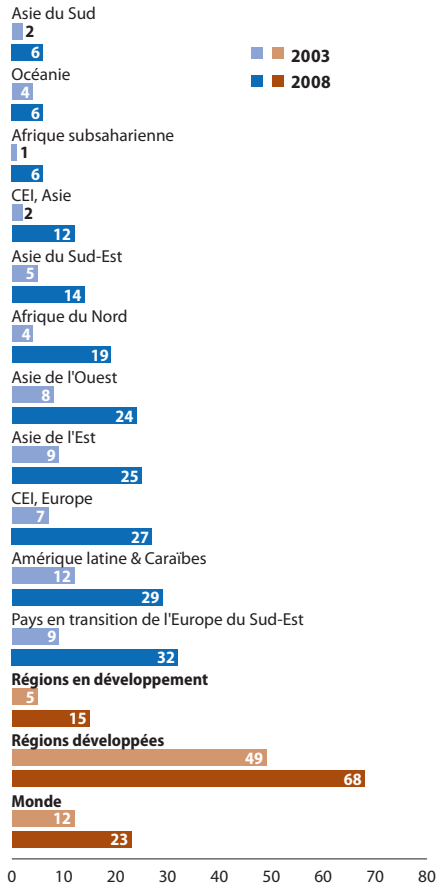 Asie du Sud
2
6
2003
2008
Océanie
4
6
Afrique subsaharienne
1
6
CEI, Asie
2
12
Asie du Sud-Est
5
14
Afrique du Nord
4
19
Asie de l'Ouest
8
24
Asie de l'Est
9
25
CEI, Europe
7
27
Amérique latine & Caraïbes
12
29
Pays en transition de l'Europe du Sud-Est
9
32
Régions en développement
5
15
Régions développées
49
68
Monde
12
23
0 10 20 30 40 50 60 70 80